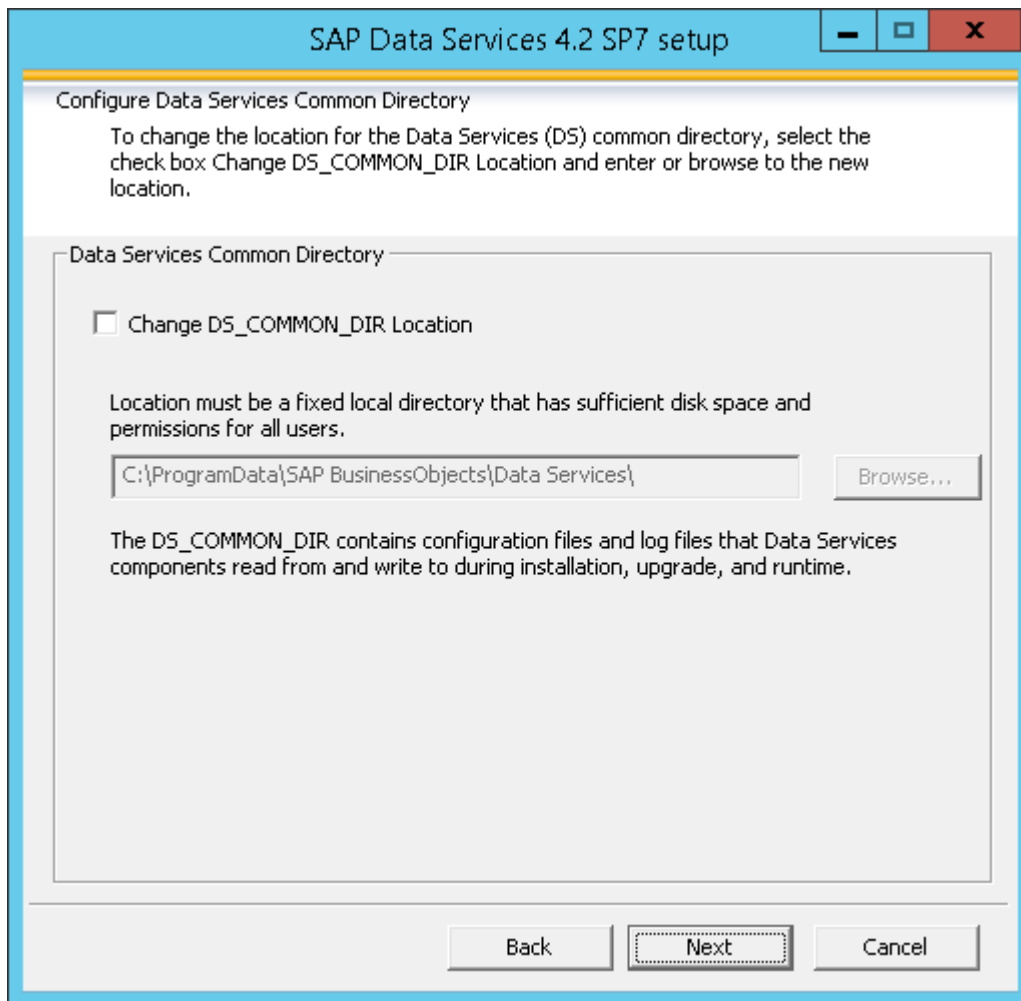 SAP Data Services 4.2 SP7 setup
Configure Data Services Common Directory
To change the location for the Data Services (DS) common directory, select the
check box Change DS_COMMON_DIR Location and enter or browse to the new
location.
Data Services Common Directory
Change DS_COMMON_DIR Location
Location must be a fixed local directory that has sufficient disk space and
permissions for all users.
C:\ProgramData\SAP BusinessObjects\Data Services\
Browse...
The DS_COMMON_DIR contains configuration files and log files that Data Services
components read from and write to during installation, upgrade, and runtime.
Back
Next
Cancel